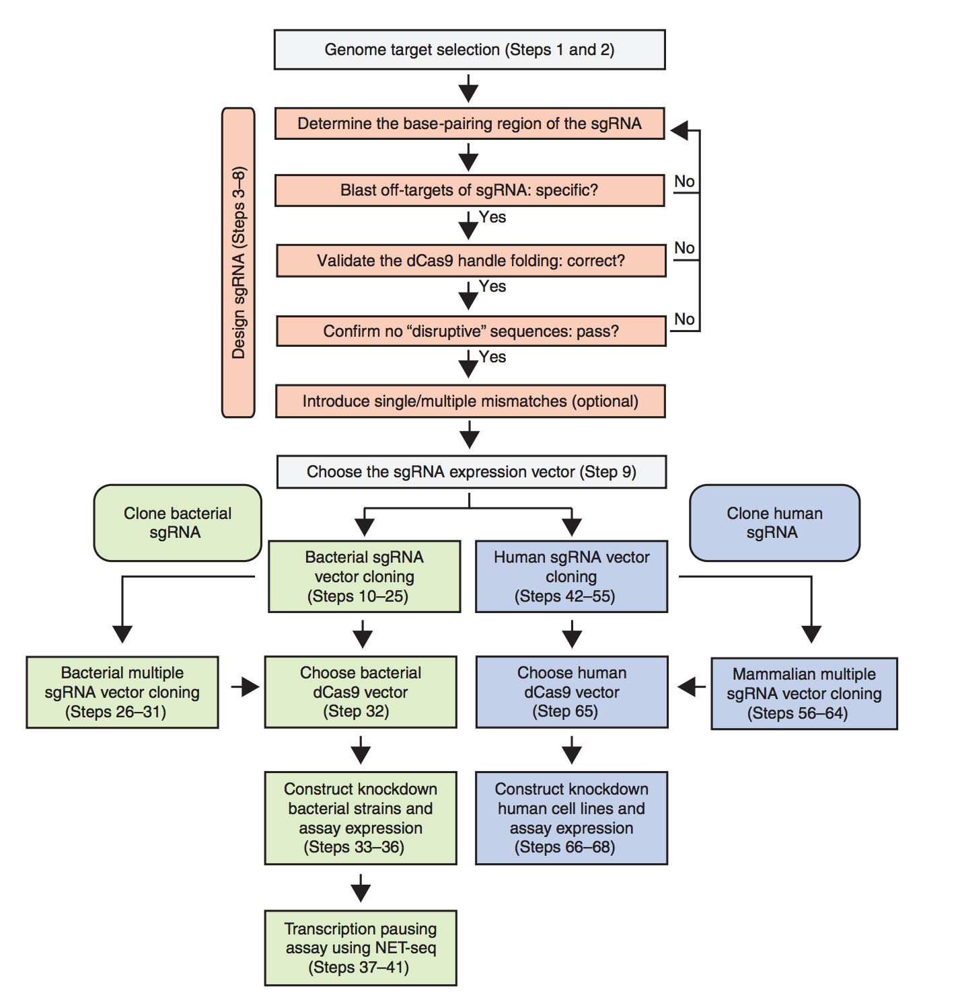 Genome target selection (Steps 1 and 2)
Design sgRNA (Steps 3–8)
Determine the base-pairing region of the sgRNA
Blast off-targets of sgRNA: specific?
No
Yes
Validate the dCas9 handle folding: correct?
No
Yes
Confirm no “disruptive” sequences: pass?
No
Yes
Introduce single/multiple mismatches (optional)
Choose the sgRNA expression vector (Step 9)
Clone bacterial
sgRNA
Clone human
sgRNA
Bacterial sgRNA
vector cloning
(Steps 10–25)
Human sgRNA vector
cloning
(Steps 42–55)
Bacterial multiple
sgRNA vector cloning
(Steps 26–31)
Choose bacterial
dCas9 vector
(Step 32)
Choose human
dCas9 vector
(Step 65)
Mammalian multiple
sgRNA vector cloning
(Steps 56–64)
Construct knockdown
bacterial strains and
assay expression
(Steps 33–36)
Construct knockdown
human cell lines and
assay expression
(Steps 66–68)
Transcription pausing
assay using NET-seq
(Steps 37–41)